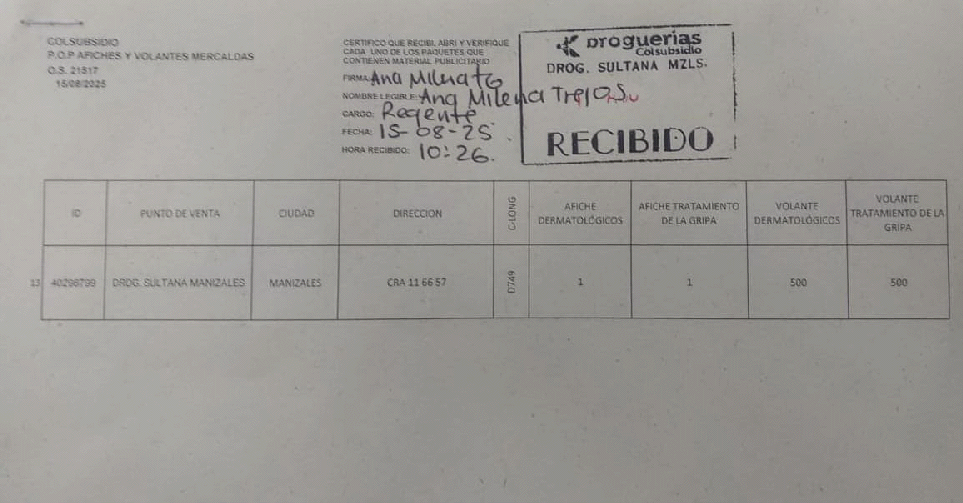 COLSUBSIDIO
P.O.P AFICHES Y VOLANTES MERCALDAS
O.S. 21517
15/08/2025
CERTIFICO QUE RECIBI, ABRI Y VERIFIQUE
CADA UNO DE LOS PAQUETES QUE
CONTIENEN MATERIAL PUBLICITARIO
FIRMA: Ana Milena
NOMBRE LEGIBLE: Ana Milena Trejos
CARGO: Regente
FECHA: 15-08-25
HORA RECIBIDO: 10:26.
Droguerías
Colsubsidio
DROG. SULTANA MZLS.
RECIBIDO
ID PUNTO DE VENTA CIUDAD DIRECCION C-LONG AFICHE DERMATOLÓGICOS AFICHE TRATAMIENTO DE LA GRIPA VOLANTE DERMATOLÓGICOS VOLANTE TRATAMIENTO DE LA GRIPA
13 40298799 DROG. SULTANA MANIZALES MANIZALES CRA 11 66 57 D749 1 1 500 500